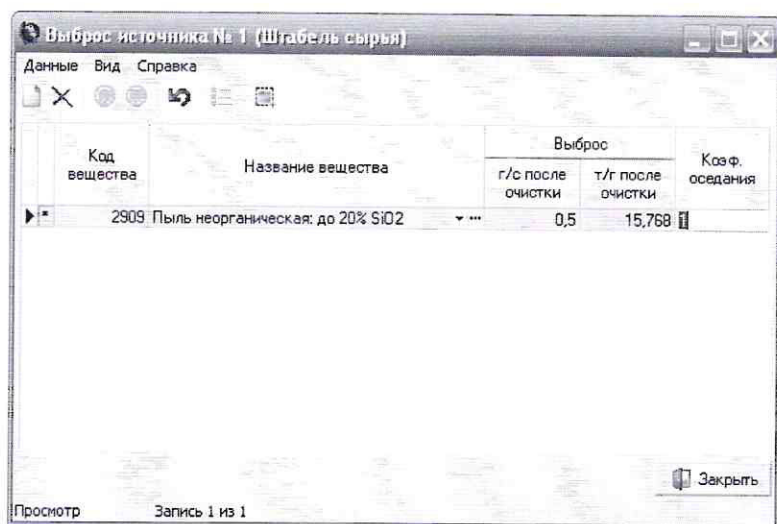 Выброс источника № 1 (Штабель сырья)
Данные Вид Справка
Код вещества
Название вещества
Выброс
г/с после очистки
т/г после очистки
Коэф. оседания
* 2909 Пыль неорганическая: до 20% SiO2 ... 0,5 15,768 1
Закрыть
Просмотр Запись 1 из 1